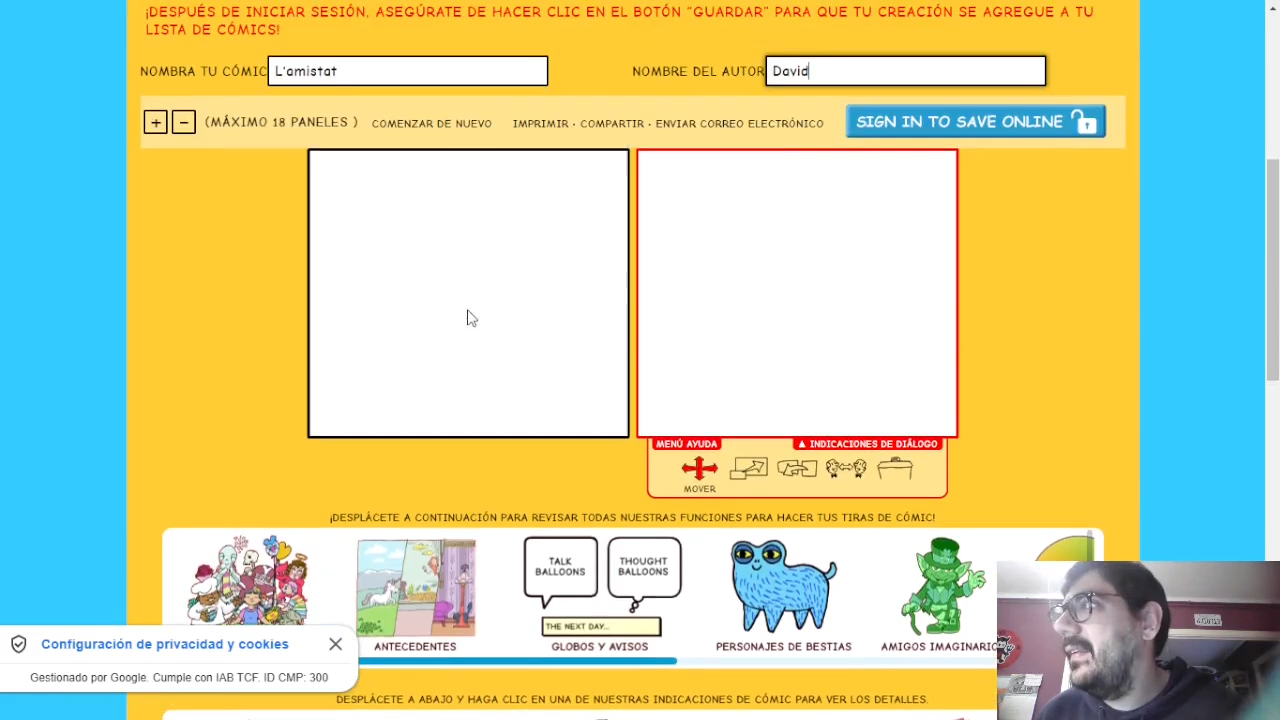 ¡DESPUÉS DE INICIAR SESIÓN, ASEGÚRATE DE HACER CLIC EN EL BOTÓN "GUARDAR" PARA QUE TU CREACIÓN SE AGREGUE A TU
LISTA DE CÓMICS!
NOMBRA TU CÓMIC L'amistat NOMBRE DEL AUTOR David
+ - (MÁXIMO 18 PANELES ) COMENZAR DE NUEVO IMPRIMIR · COMPARTIR · ENVIAR CORREO ELECTRÓNICO SIGN IN TO SAVE ONLINE
MENÚ AYUDA ▲ INDICACIONES DE DIÁLOGO
MOVER
¡DESPLÁCETE A CONTINUACIÓN PARA REVISAR TODAS NUESTRAS FUNCIONES PARA HACER TUS TIRAS DE CÓMIC!
TALK
BALLOONS
THOUGHT
BALLOONS
THE NEXT DAY...
ANTECEDENTES GLOBOS Y AVISOS PERSONAJES DE BESTIAS AMIGOS IMAGINARIO
Configuración de privacidad y cookies
Gestionado por Google. Cumple con IAB TCF. ID CMP: 300
DESPLÁCETE A ABAJO Y HAGA CLIC EN UNA DE NUESTRAS INDICACIONES DE CÓMIC PARA VER LOS DETALLES.